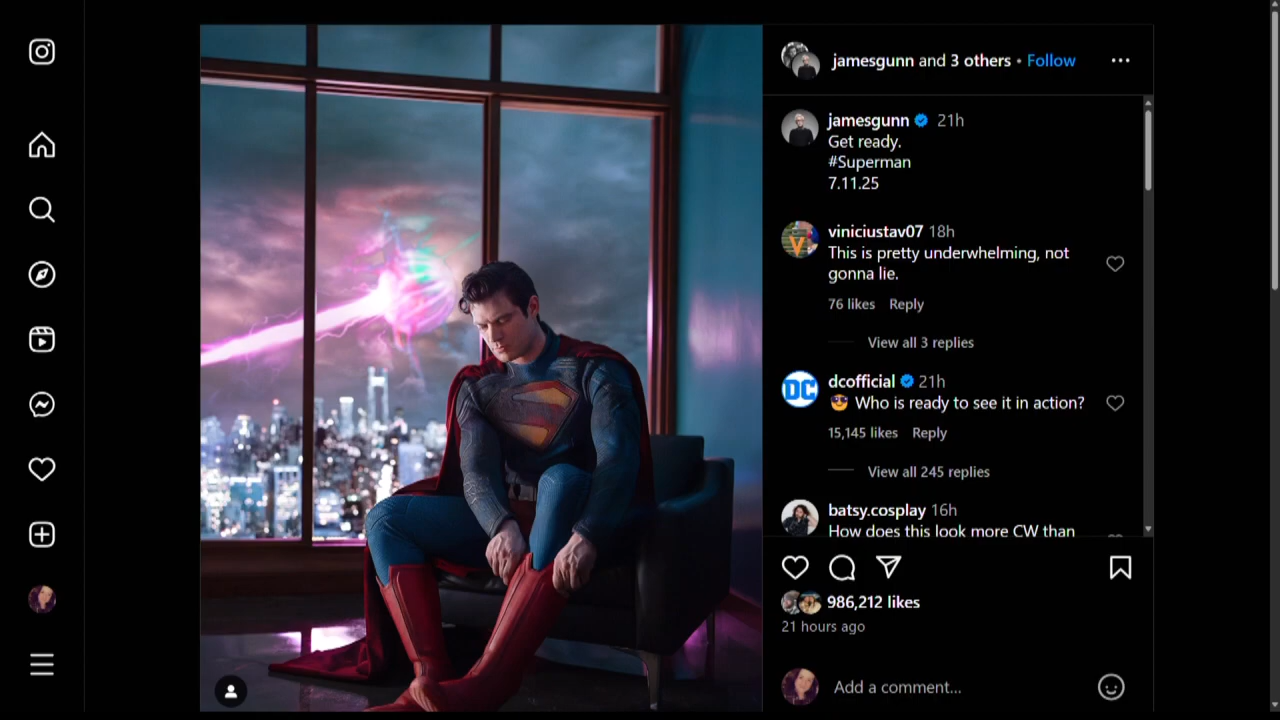 jamesgunn and 3 others • Follow
jamesgunn 21h
Get ready.
#Superman
7.11.25
viniciustav07 18h
This is pretty underwhelming, not
gonna lie.
76 likes Reply
View all 3 replies
DC
dcofficial 21h
😎 Who is ready to see it in action?
15,145 likes Reply
View all 245 replies
batsy.cosplay 16h
How does this look more CW than
986,212 likes
21 hours ago
Add a comment...